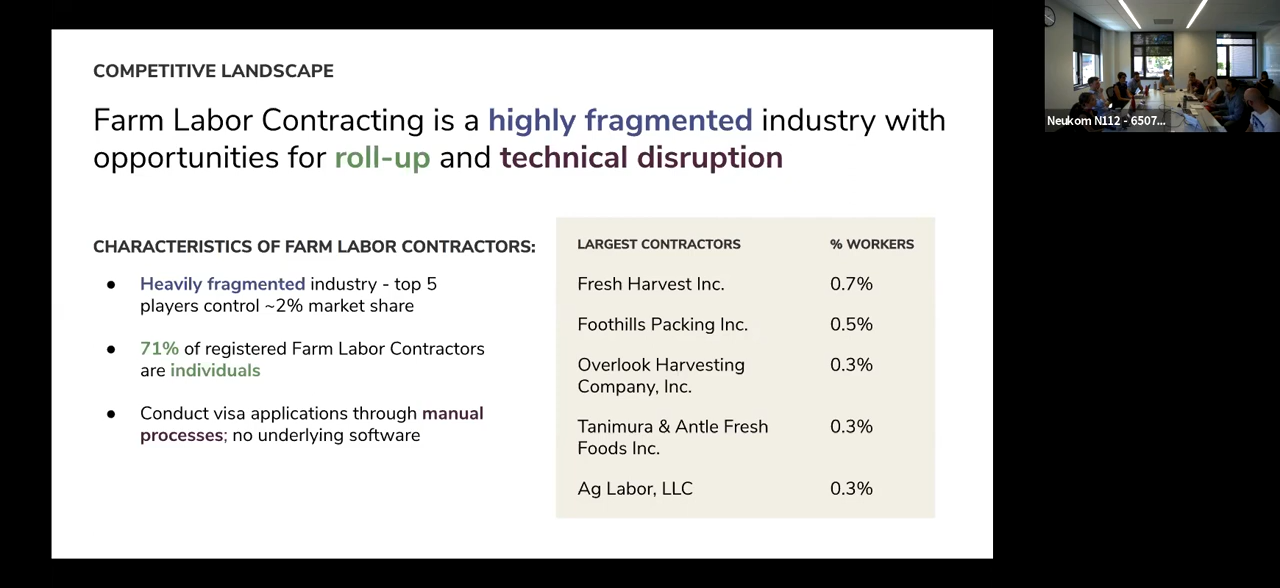 COMPETITIVE LANDSCAPE
Farm Labor Contracting is a highly fragmented industry with
opportunities for roll-up and technical disruption
CHARACTERISTICS OF FARM LABOR CONTRACTORS:
● Heavily fragmented industry - top 5
players control ~2% market share
● 71% of registered Farm Labor Contractors
are individuals
● Conduct visa applications through manual
processes; no underlying software
LARGEST CONTRACTORS % WORKERS
Fresh Harvest Inc. 0.7%
Foothills Packing Inc. 0.5%
Overlook Harvesting 0.3%
Company, Inc.
Tanimura & Antle Fresh 0.3%
Foods Inc.
Ag Labor, LLC 0.3%
Neukom N112 - 6507...